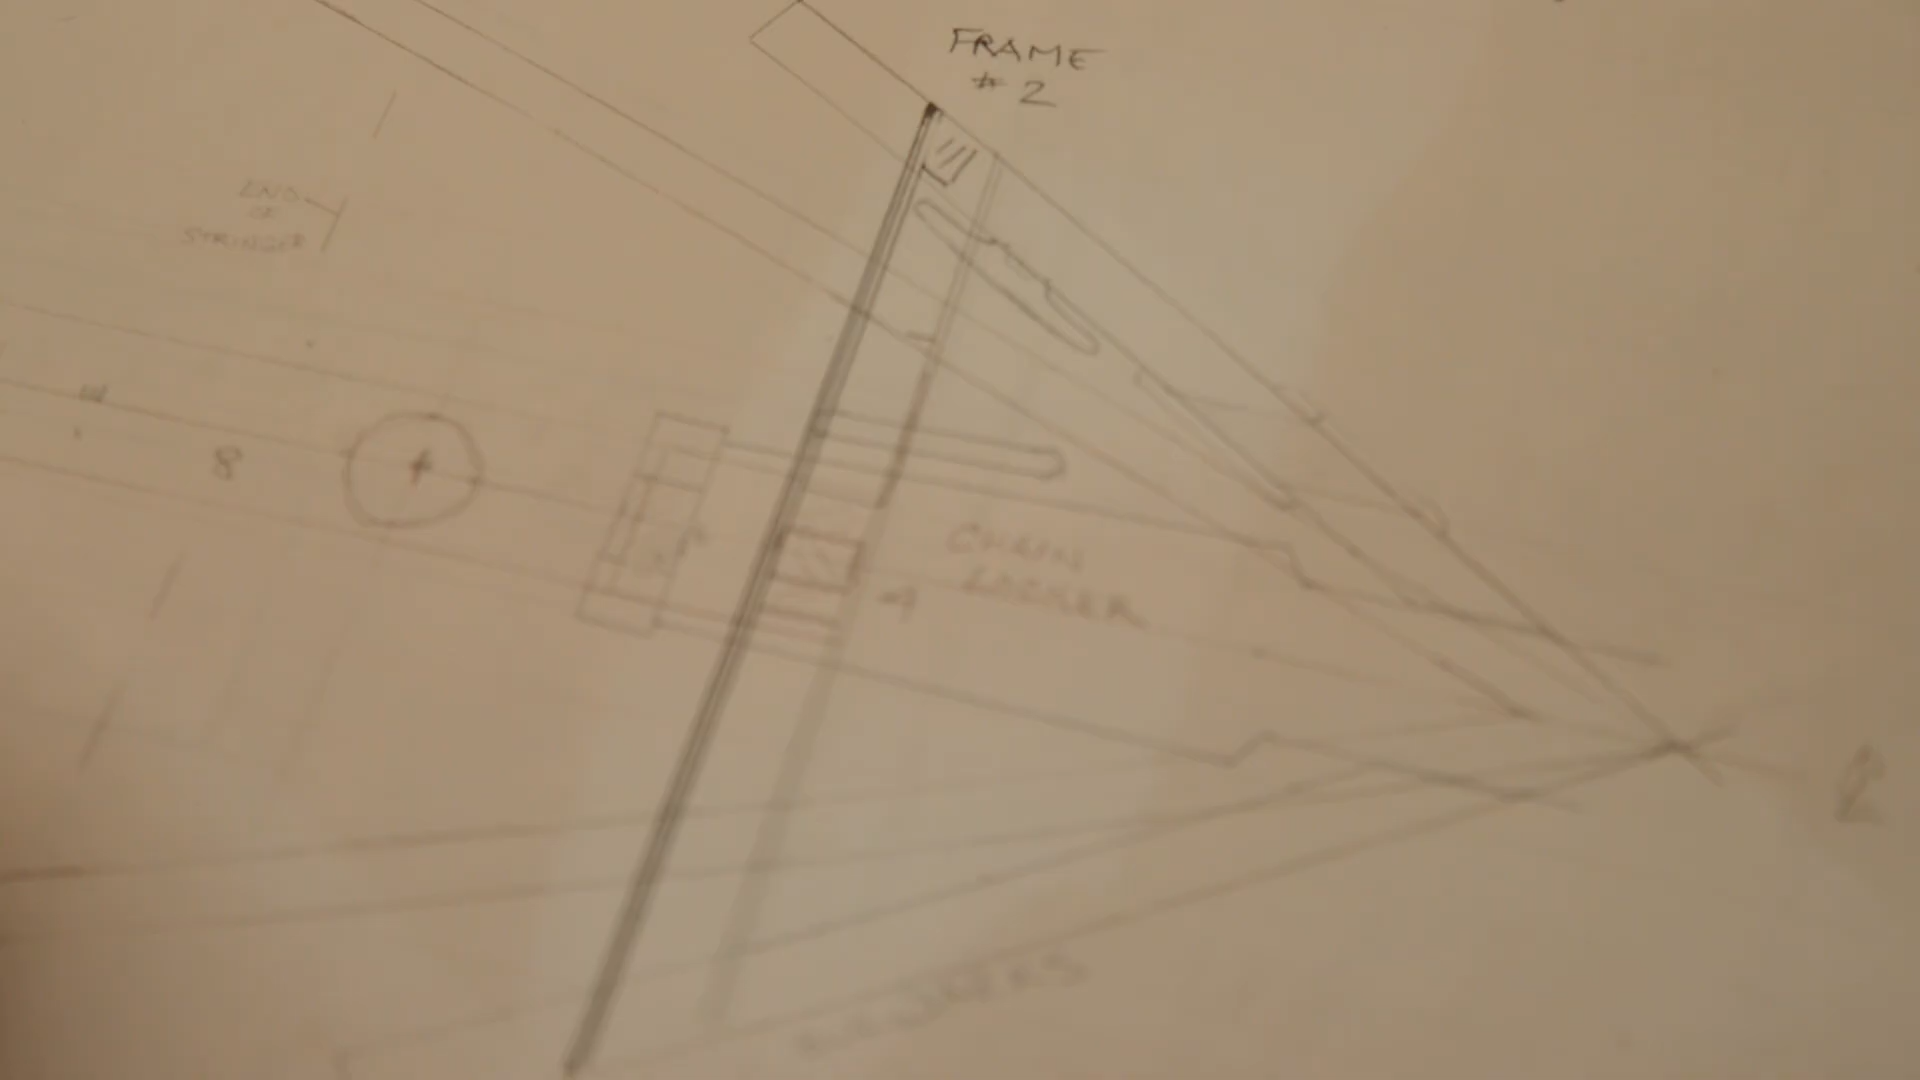 FRAME
# 2
END
OF
STRINGER
8
CHAIN
LOCKER